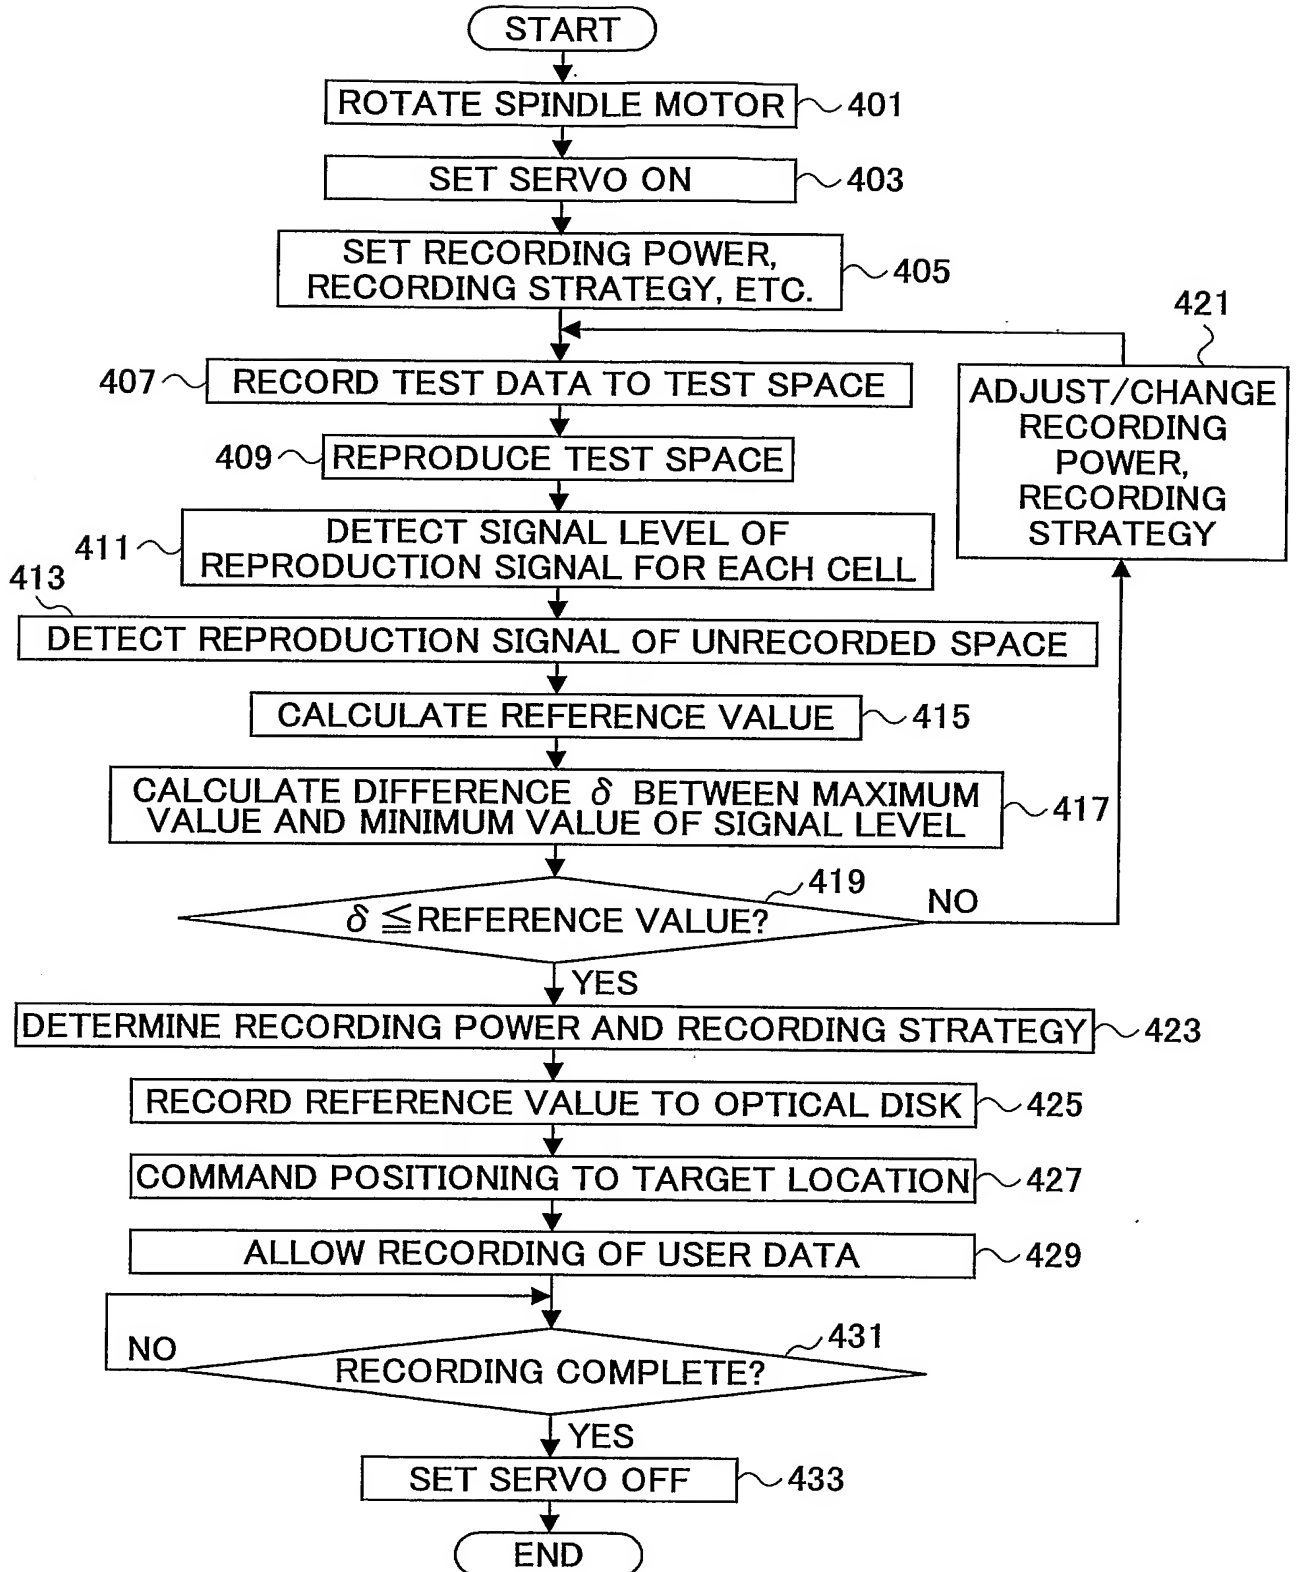 START
ROTATE SPINDLE MOTOR
401
SET SERVO ON
403
SET RECORDING POWER,
RECORDING STRATEGY, ETC.
405
421
ADJUST/CHANGE
RECORDING
POWER,
RECORDING
STRATEGY
407
RECORD TEST DATA TO TEST SPACE
409
REPRODUCE TEST SPACE
411
DETECT SIGNAL LEVEL OF
REPRODUCTION SIGNAL FOR EACH CELL
413
DETECT REPRODUCTION SIGNAL OF UNRECORDED SPACE
CALCULATE REFERENCE VALUE
415
CALCULATE DIFFERENCE δ BETWEEN MAXIMUM
VALUE AND MINIMUM VALUE OF SIGNAL LEVEL
417
419
δ ≦REFERENCE VALUE?
NO
YES
DETERMINE RECORDING POWER AND RECORDING STRATEGY
423
RECORD REFERENCE VALUE TO OPTICAL DISK
425
COMMAND POSITIONING TO TARGET LOCATION
427
ALLOW RECORDING OF USER DATA
429
NO
431
RECORDING COMPLETE?
YES
SET SERVO OFF
433
END